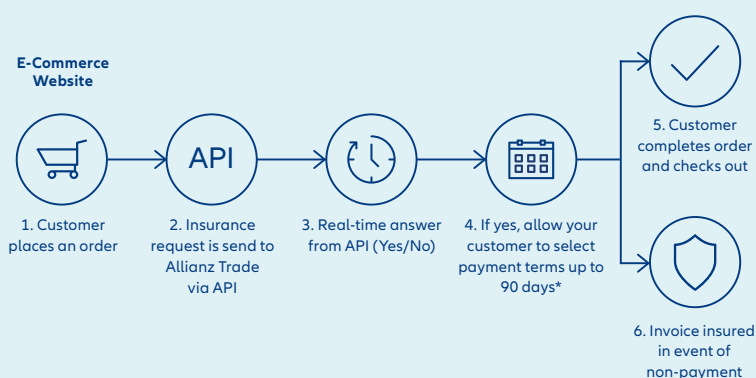 E-Commerce
Website
API
1. Customer
places an order
2. Insurance
request is send to
Allianz Trade
via API
3. Real-time answer
from API (Yes/No)
4. If yes, allow your
customer to select
payment terms up to
90 days*
5. Customer
completes order
and checks out
6. Invoice insured
in event of
non-payment